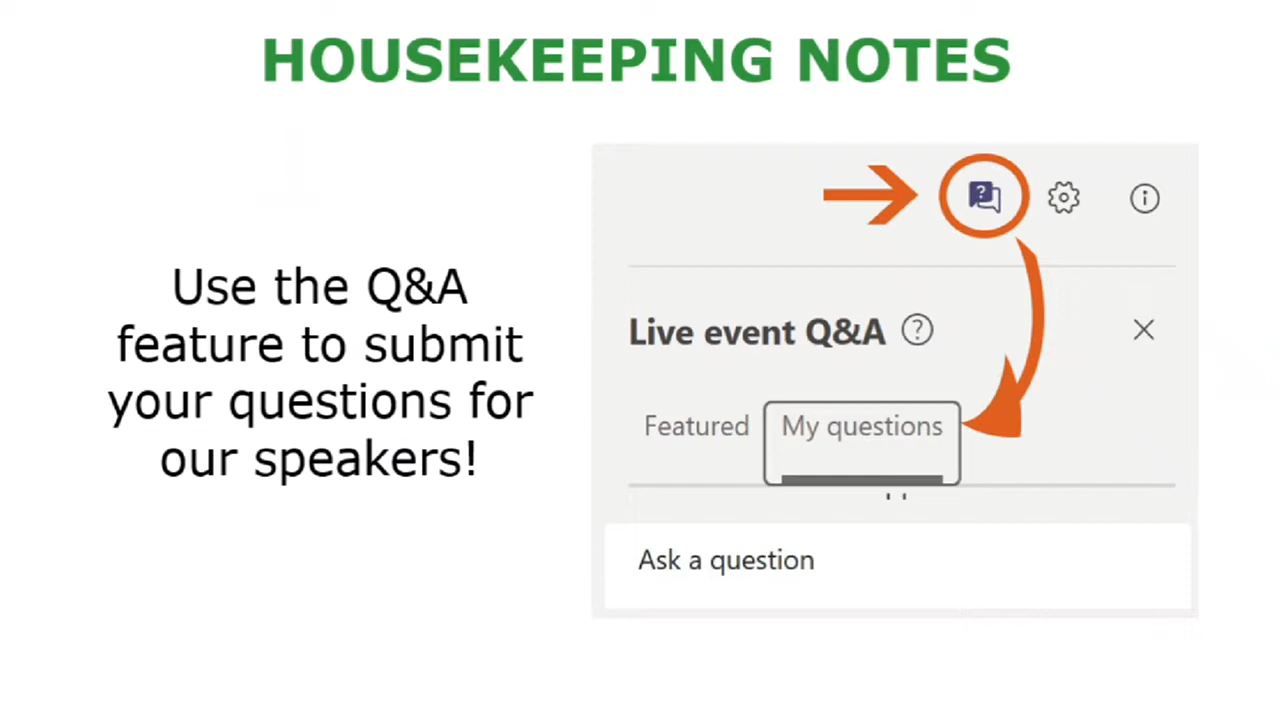 HOUSEKEEPING NOTES
Use the Q&A
feature to submit
your questions for
our speakers!
Live event Q&A
Featured
My questions
Ask a question